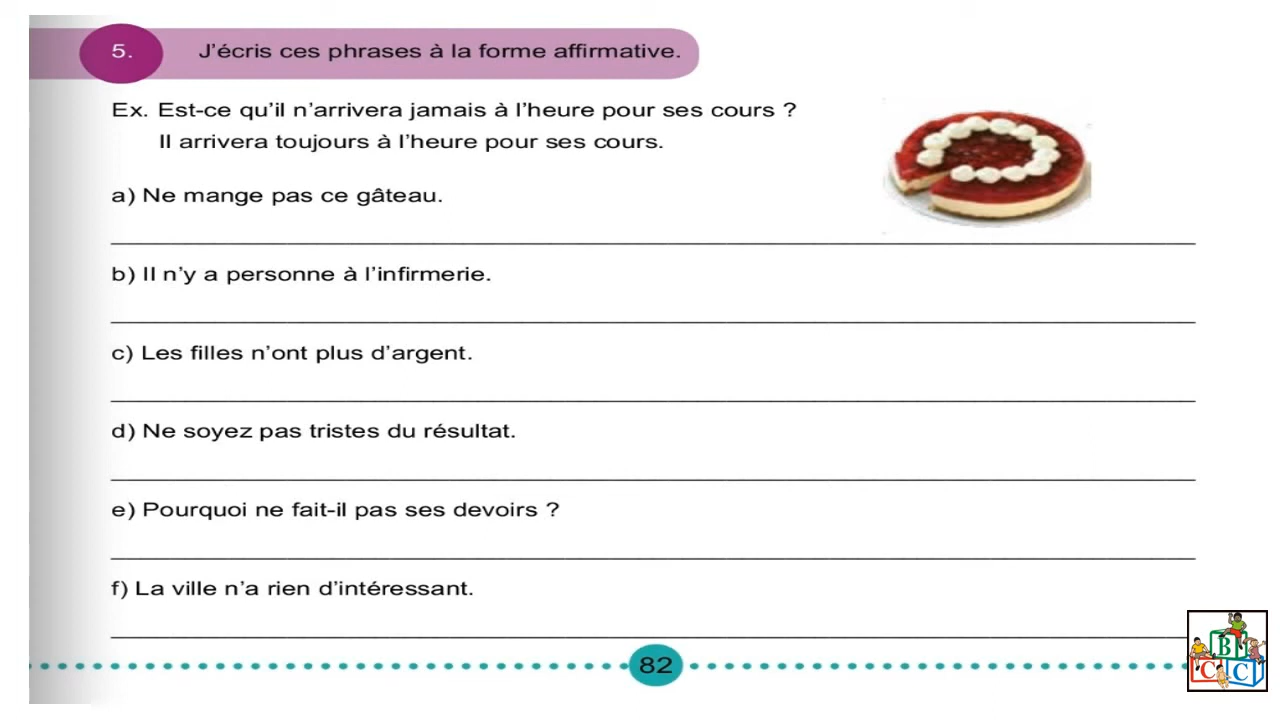 5. J'écris ces phrases à la forme affirmative.
Ex. Est-ce qu'il n'arrivera jamais à l'heure pour ses cours ?
Il arrivera toujours à l'heure pour ses cours.
a) Ne mange pas ce gâteau.
b) Il n'y a personne à l'infirmerie.
c) Les filles n'ont plus d'argent.
d) Ne soyez pas tristes du résultat.
e) Pourquoi ne fait-il pas ses devoirs ?
f) La ville n'a rien d'intéressant.
82
B
C C